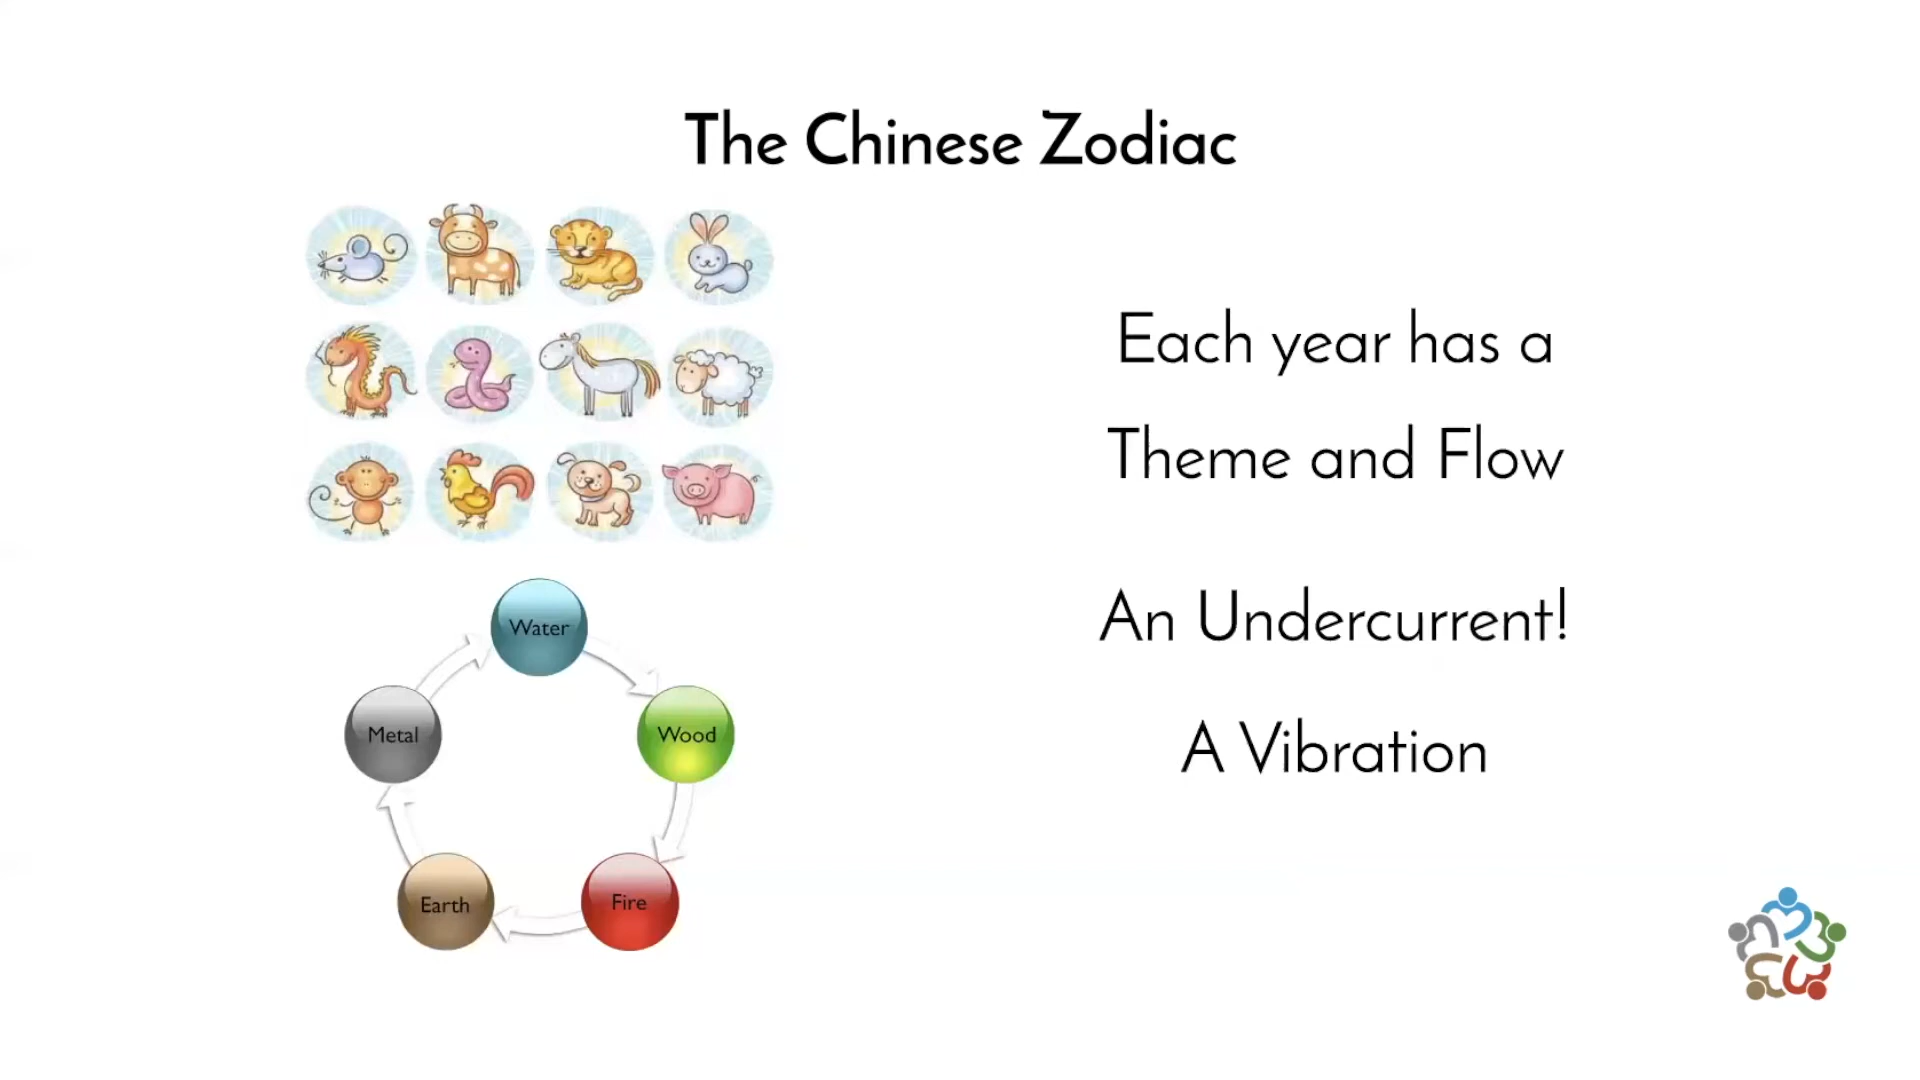 The Chinese Zodiac
Each year has a
Theme and Flow
An Undercurrent!
A Vibration
Water
Metal
Wood
Earth
Fire